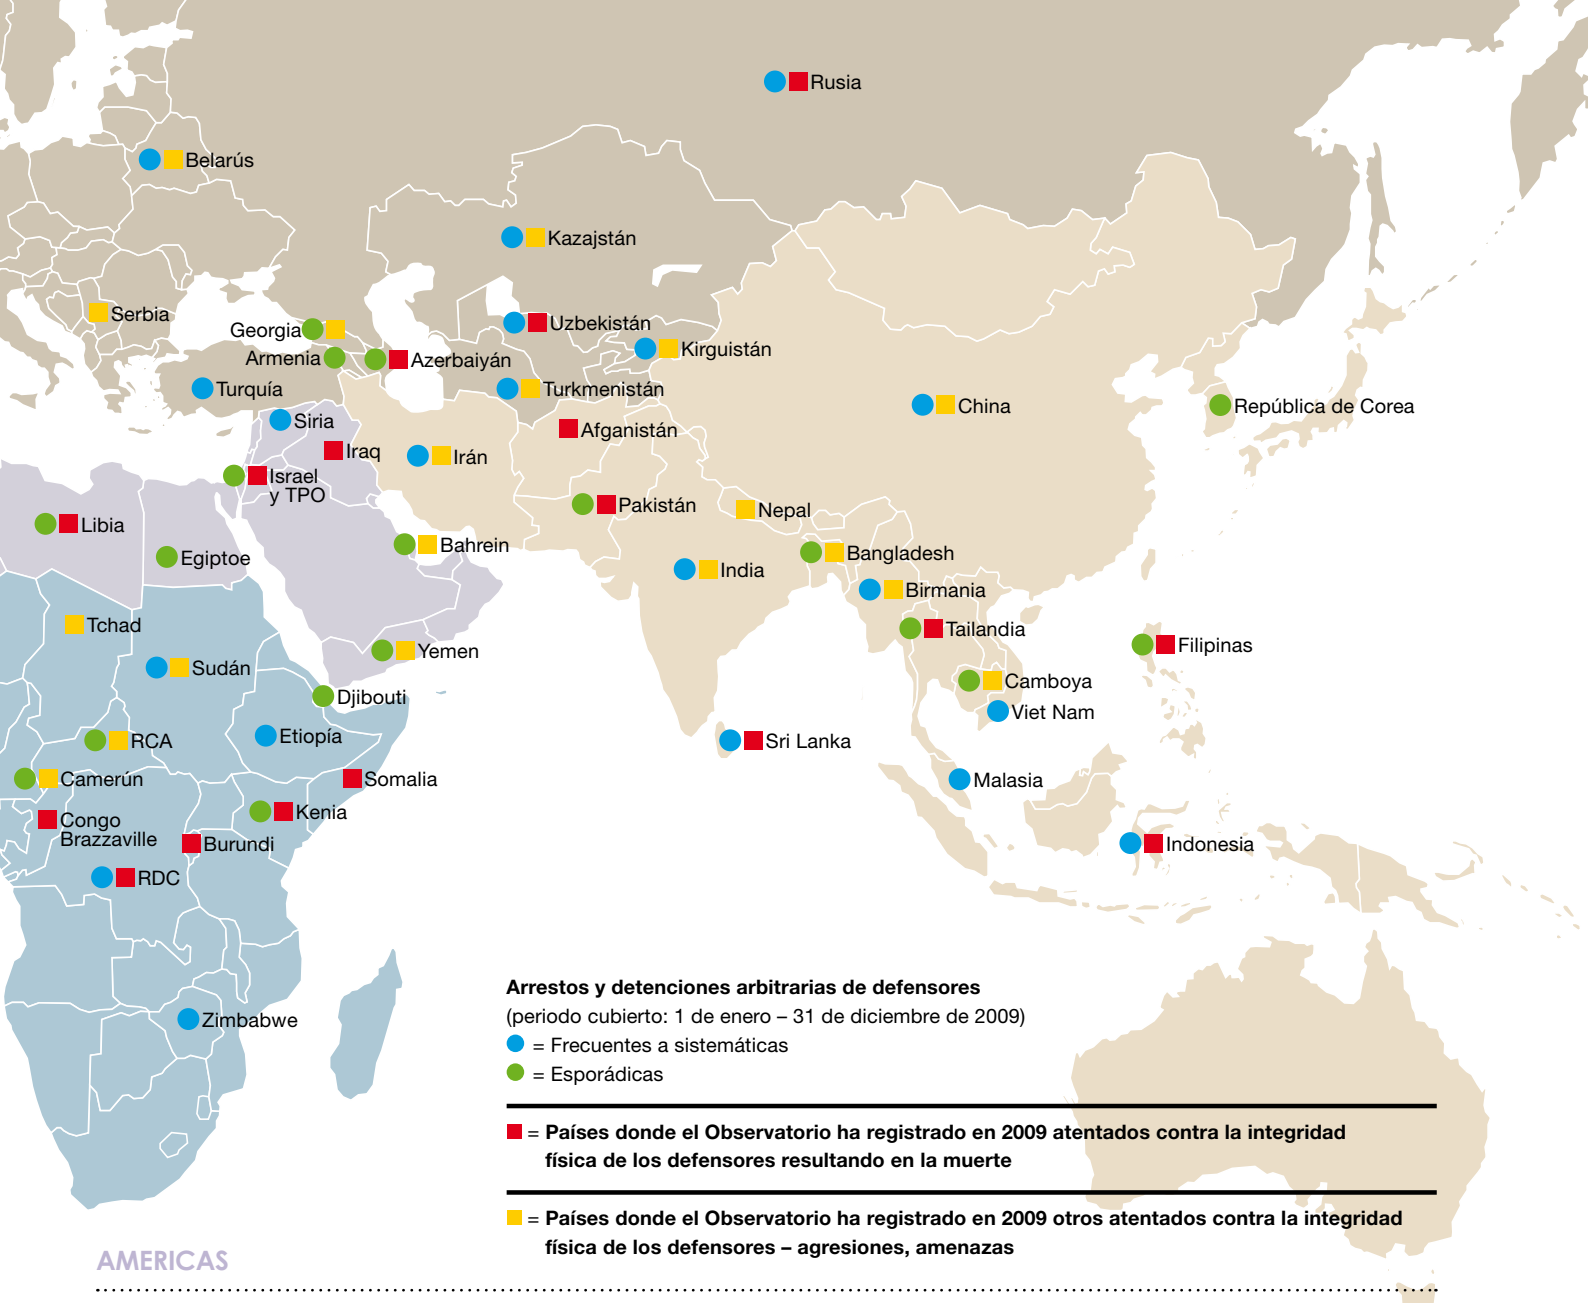 Rusia
Belarús
Kazajstán
Serbia
Georgia
Uzbekistán
Armenia
Azerbaiyán
Kirguistán
Turquía
Turkmenistán
China
República de Corea
Siria
Afganistán
Iraq
Irán
Israel
y TPO
Pakistán
Nepal
Libia
Egiptoe
Bahrein
Bangladesh
India
Birmania
Tchad
Tailandia
Yemen
Filipinas
Sudán
Camboya
Djibouti
Viet Nam
RCA
Etiopía
Sri Lanka
Camerún
Somalia
Malasia
Kenia
Congo
Brazzaville
Burundi
Indonesia
RDC
Zimbabwe
Arrestos y detenciones arbitrarias de defensores
(periodo cubierto: 1 de enero – 31 de diciembre de 2009)
= Frecuentes a sistemáticas
= Esporádicas
= Países donde el Observatorio ha registrado en 2009 atentados contra la integridad
física de los defensores resultando en la muerte
= Países donde el Observatorio ha registrado en 2009 otros atentados contra la integridad
física de los defensores – agresiones, amenazas
AMERICAS